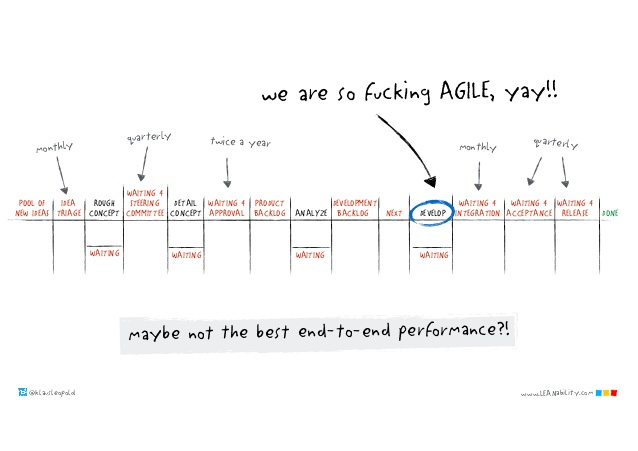 we are so fucking AGILE, yay!!
monthly
quarterly
twice a year
monthly
quarterly
POOL OF
NEW IDEAS
IDEA
TRIAGE
ROUGH
CONCEPT
WAITING 4
STEERING
COMMITTEE
DETAIL
CONCEPT
WAITING 4
APPROVAL
PRODUCT
BACKLOG
ANALYZE
DEVELOPMENT
BACKLOG
NEXT
DEVELOP
WAITING 4
INTEGRATION
WAITING 4
ACCEPTANCE
WAITING 4
RELEASE
DONE
WAITING
WAITING
WAITING
WAITING
maybe not the best end-to-end performance?!
@klausleopold
www.LEANability.com